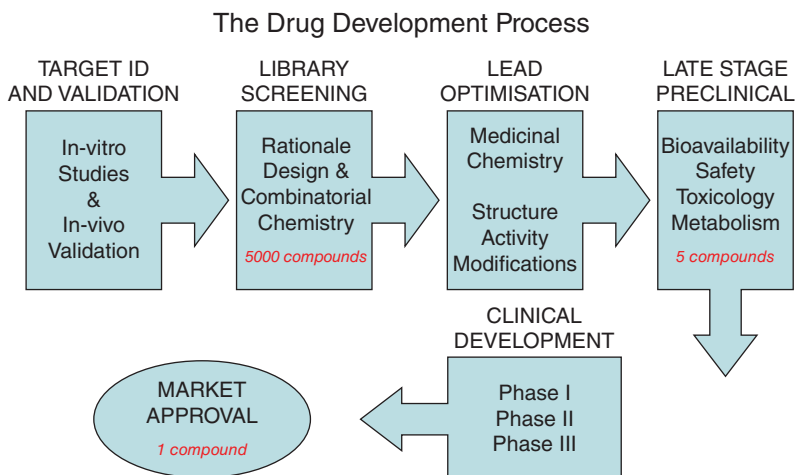 The Drug Development Process
TARGET ID
AND VALIDATION
In-vitro
Studies
&
In-vivo
Validation
LIBRARY
SCREENING
Rationale
Design &
Combinatorial
Chemistry
5000 compounds
LEAD
OPTIMISATION
Medicinal
Chemistry
Structure
Activity
Modifications
LATE STAGE
PRECLINICAL
Bioavailability
Safety
Toxicology
Metabolism
5 compounds
CLINICAL
DEVELOPMENT
Phase I
Phase II
Phase III
MARKET
APPROVAL
1 compound